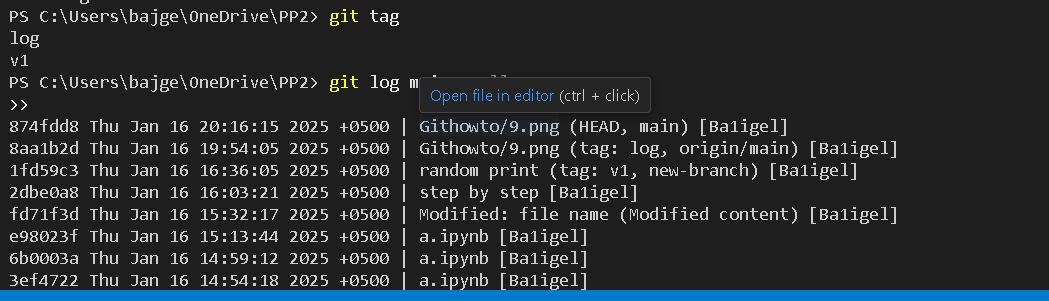 PS C:\Users\bajge\OneDrive\PP2> git tag
log
v1
PS C:\Users\bajge\OneDrive\PP2> git log
Open file in editor (ctrl + click)
>>
874fdd8 Thu Jan 16 20:16:15 2025 +0500 | Githowto/9.png (HEAD, main) [Ba1igel]
8aa1b2d Thu Jan 16 19:54:05 2025 +0500 | Githowto/9.png (tag: log, origin/main) [Ba1igel]
1fd59c3 Thu Jan 16 16:36:05 2025 +0500 | random print (tag: v1, new-branch) [Ba1igel]
2dbe0a8 Thu Jan 16 16:03:21 2025 +0500 | step by step [Ba1igel]
fd71f3d Thu Jan 16 15:32:17 2025 +0500 | Modified: file name (Modified content) [Ba1igel]
e98023f Thu Jan 16 15:13:44 2025 +0500 | a.ipynb [Ba1igel]
6b0003a Thu Jan 16 14:59:12 2025 +0500 | a.ipynb [Ba1igel]
3ef4722 Thu Jan 16 14:54:18 2025 +0500 | a.ipynb [Ba1igel]